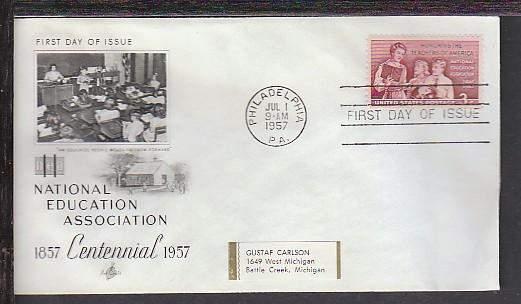 FIRST DAY OF ISSUE
HONORING THE
TEACHERS OF AMERICA
NATIONAL
EDUCATION
ASSOCIATION
UNITED STATES POSTAGE 3¢
PHILADELPHIA
JUL 1
9-AM
1957
PA.
FIRST DAY OF ISSUE
"AN EDUCATED PEOPLE MOVES FREEDOM FORWARD"
NATIONAL
EDUCATION
ASSOCIATION
1857 Centennial 1957
GUSTAF CARLSON
1649 West Michigan
Battle Creek, Michigan